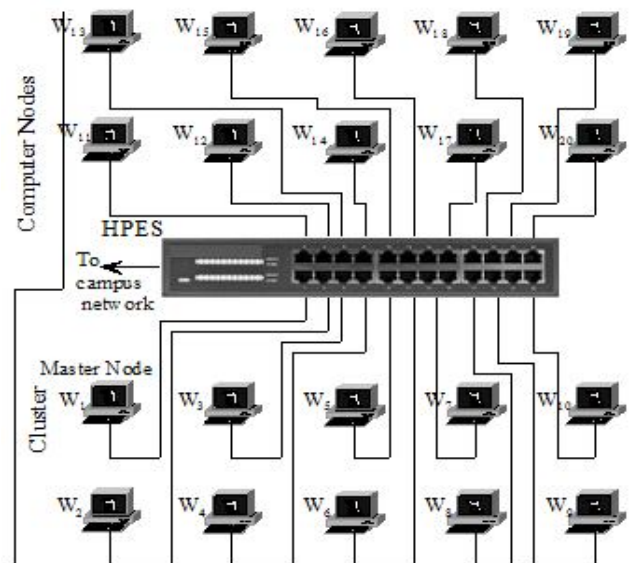 W13 W15 W16 W18 W19
W11 W12 W14 W17 W20
Computer Nodes
HPES
To
campus
network
Master Node
W1 W3 W5 W7 W10
Cluster
W2 W4 W6 W8 W9